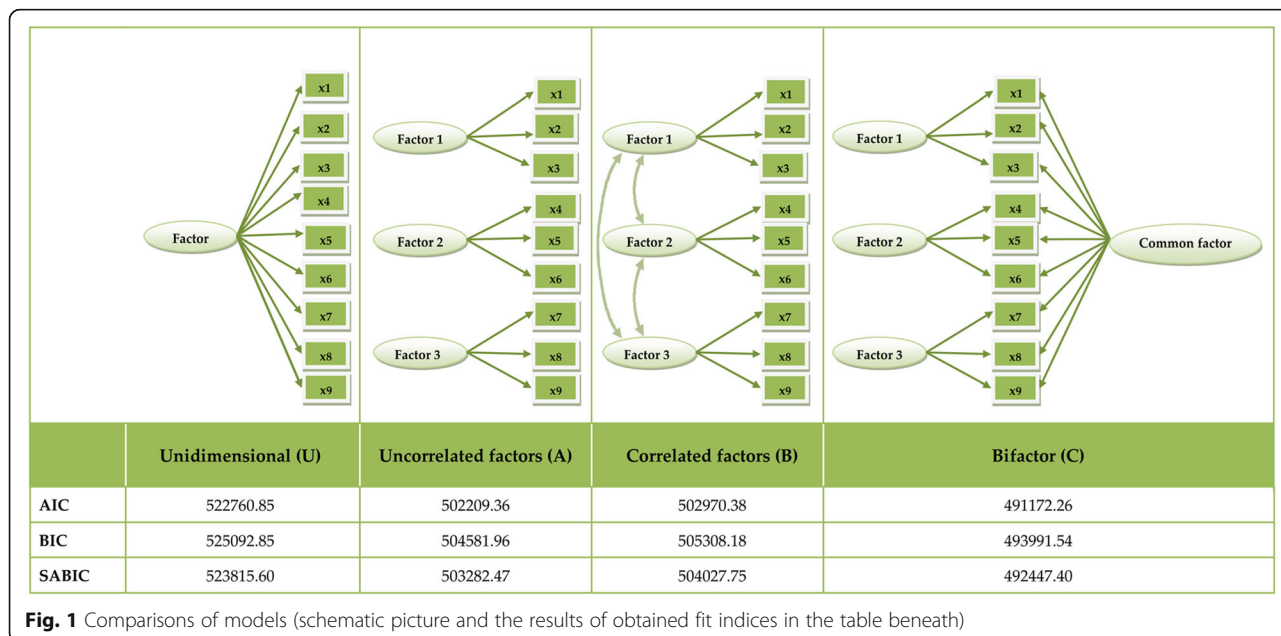 x1
x2
x3
x4
x5
x6
x7
x8
x9
Factor
x1
x2
x3
x4
x5
x6
x7
x8
x9
Factor 1
Factor 2
Factor 3
x1
x2
x3
x4
x5
x6
x7
x8
x9
Factor 1
Factor 2
Factor 3
x1
x2
x3
x4
x5
x6
x7
x8
x9
Factor 1
Factor 2
Factor 3
Common factor
Unidimensional (U) Uncorrelated factors (A) Correlated factors (B) Bifactor (C)
AIC 522760.85 502209.36 502970.38 491172.26
BIC 525092.85 504581.96 505308.18 493991.54
SABIC 523815.60 503282.47 504027.75 492447.40
Fig. 1 Comparisons of models (schematic picture and the results of obtained fit indices in the table beneath)